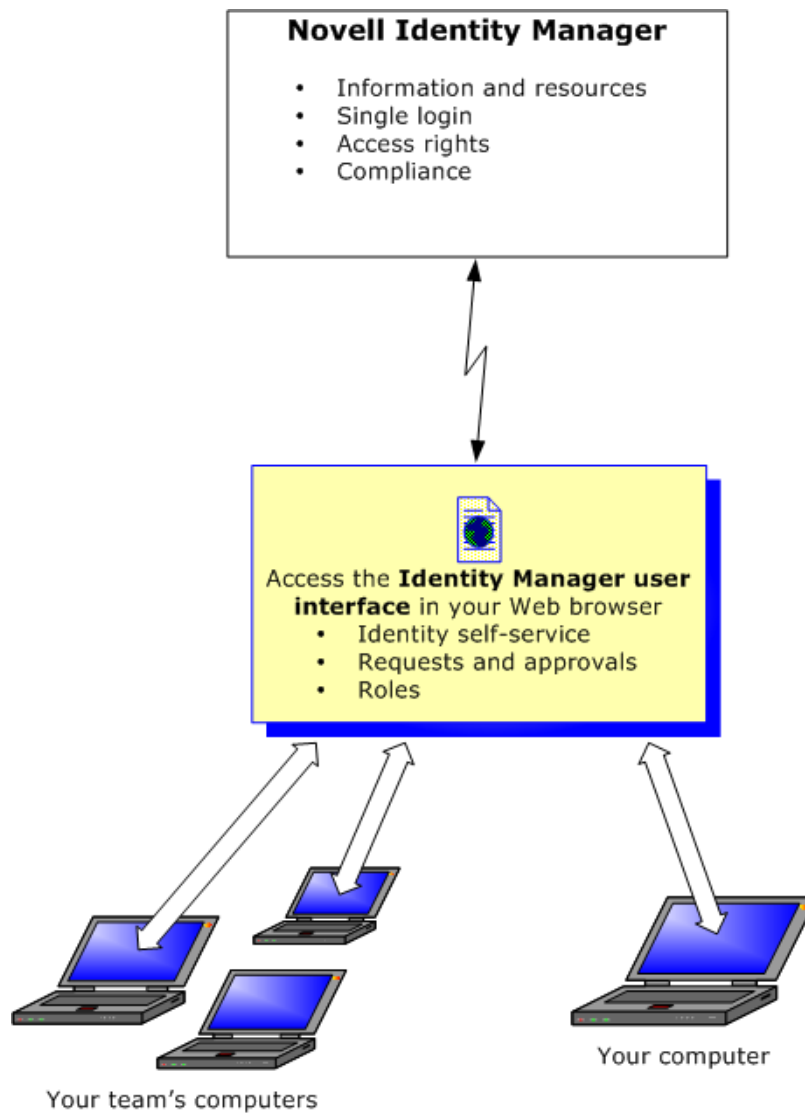 Novell Identity Manager
• Information and resources
• Single login
• Access rights
• Compliance
Access the Identity Manager user
interface in your Web browser
• Identity self-service
• Requests and approvals
• Roles
Your computer
Your team's computers